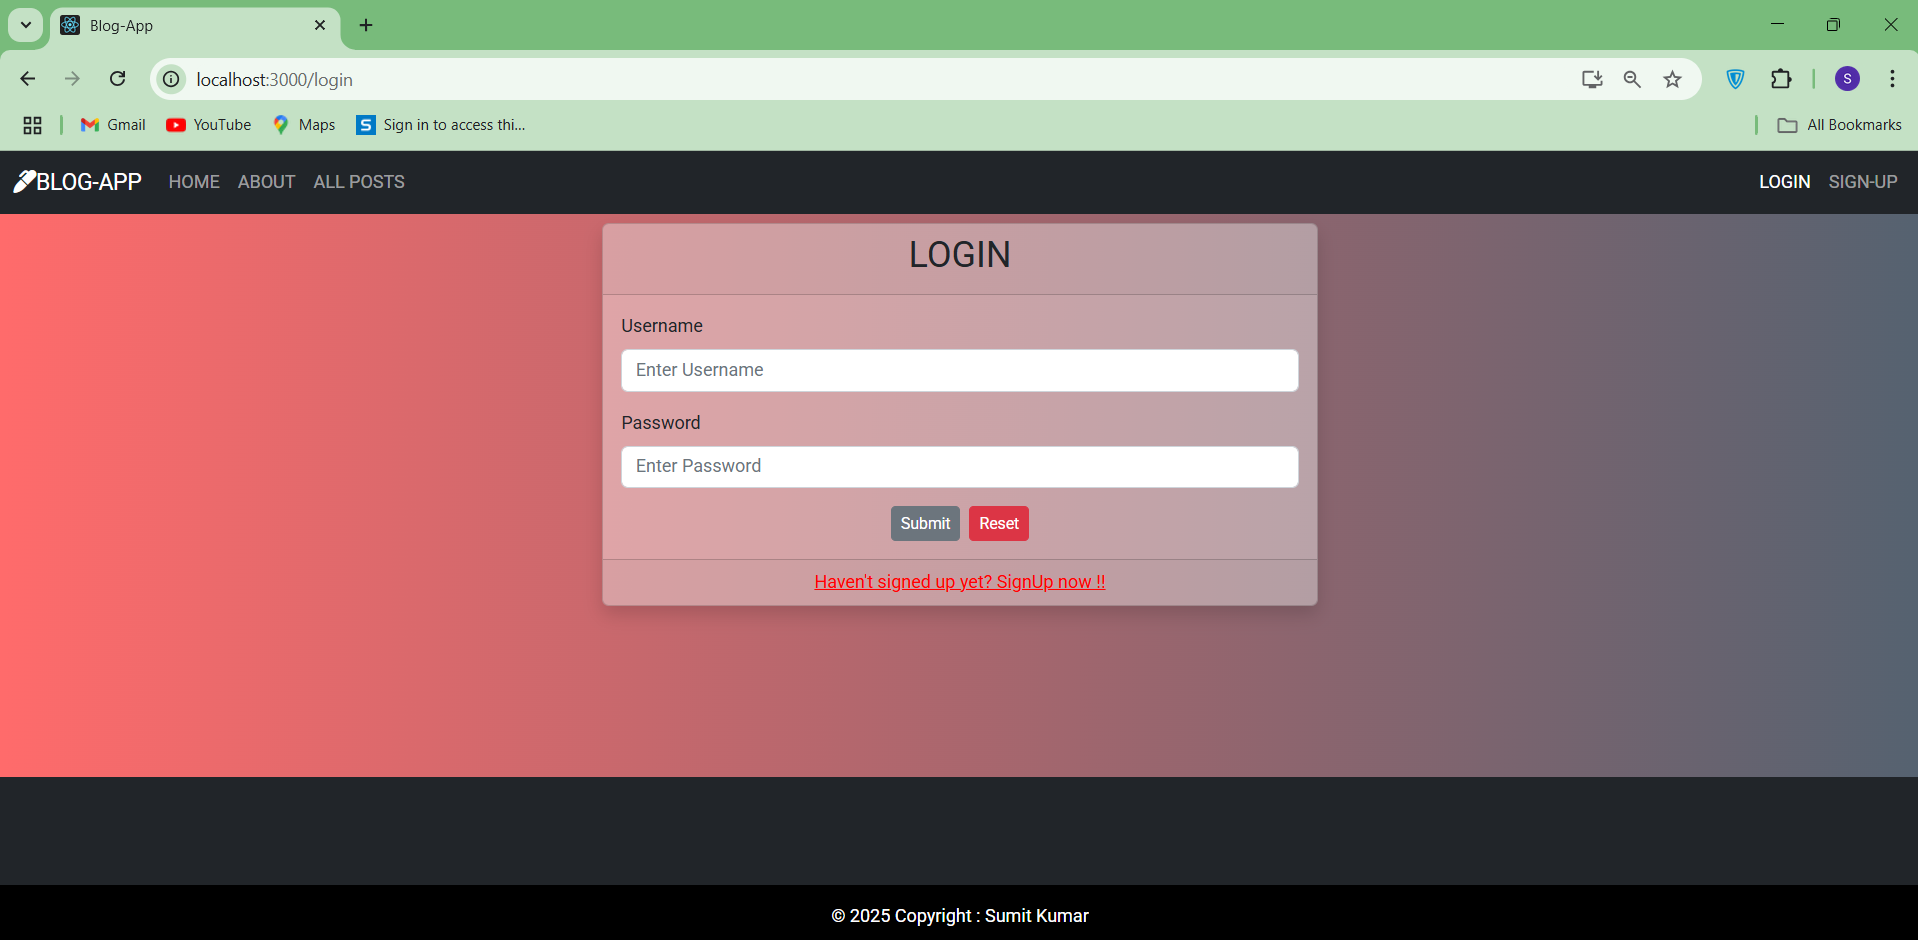 Blog-App
localhost:3000/login
Gmail YouTube Maps S Sign in to access thi... All Bookmarks
S
BLOG-APP HOME ABOUT ALL POSTS LOGIN SIGN-UP
LOGIN
Username
Enter Username
Password
Enter Password
Submit Reset
Haven't signed up yet? SignUp now !!
© 2025 Copyright : Sumit Kumar